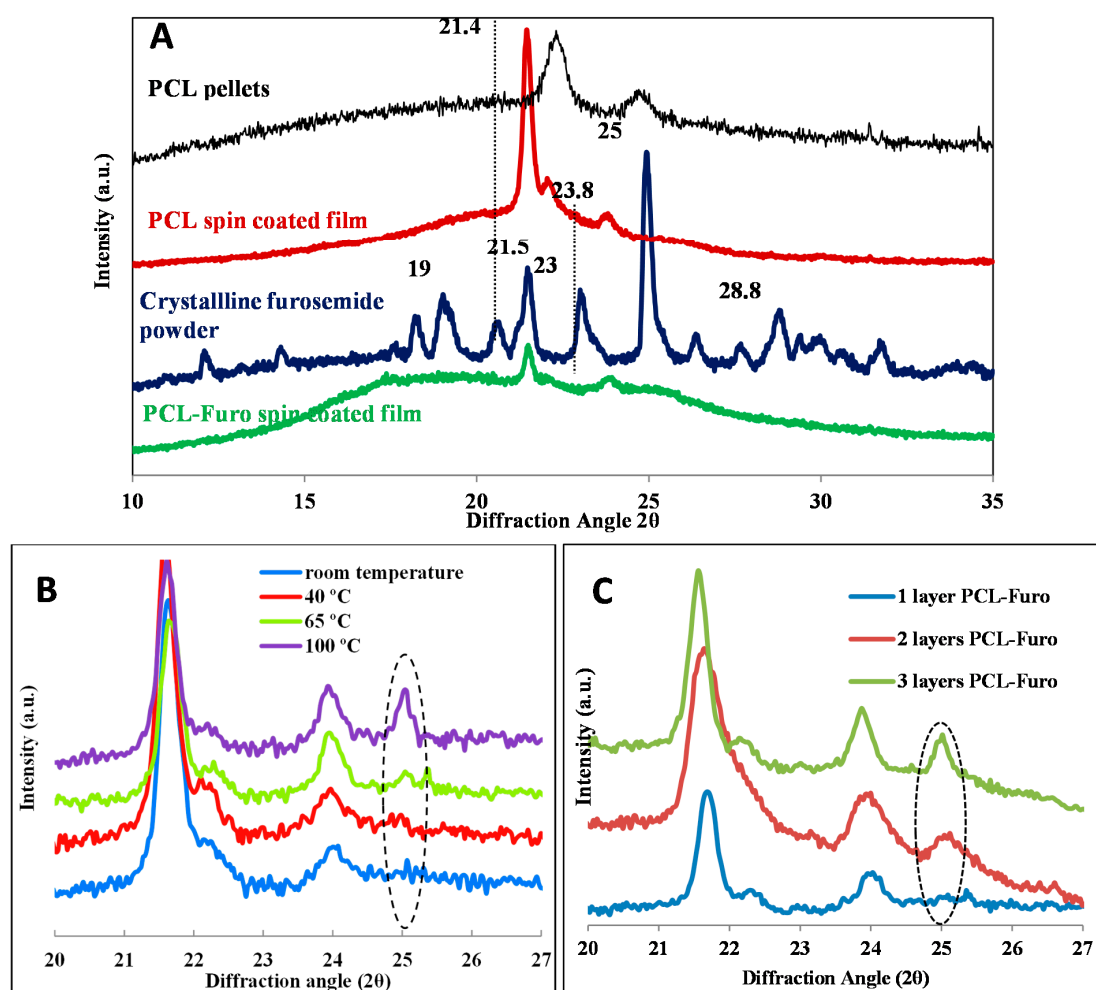 A
21.4
PCL pellets
25
23.8
PCL spin coated film
21.5
23
19
28.8
Crystallline furosemide
powder
PCL-Furo spin coated film
Intensity (a.u.)
10 15 20 25 30 35
Diffraction Angle 2θ
B
room temperature
40 ºC
65 ºC
100 ºC
Intensity (a.u.)
20 21 22 23 24 25 26 27
Diffraction angle (2θ)
C
1 layer PCL-Furo
2 layers PCL-Furo
3 layers PCL-Furo
Intensity (a.u.)
20 21 22 23 24 25 26 27
Diffraction Angle (2θ)